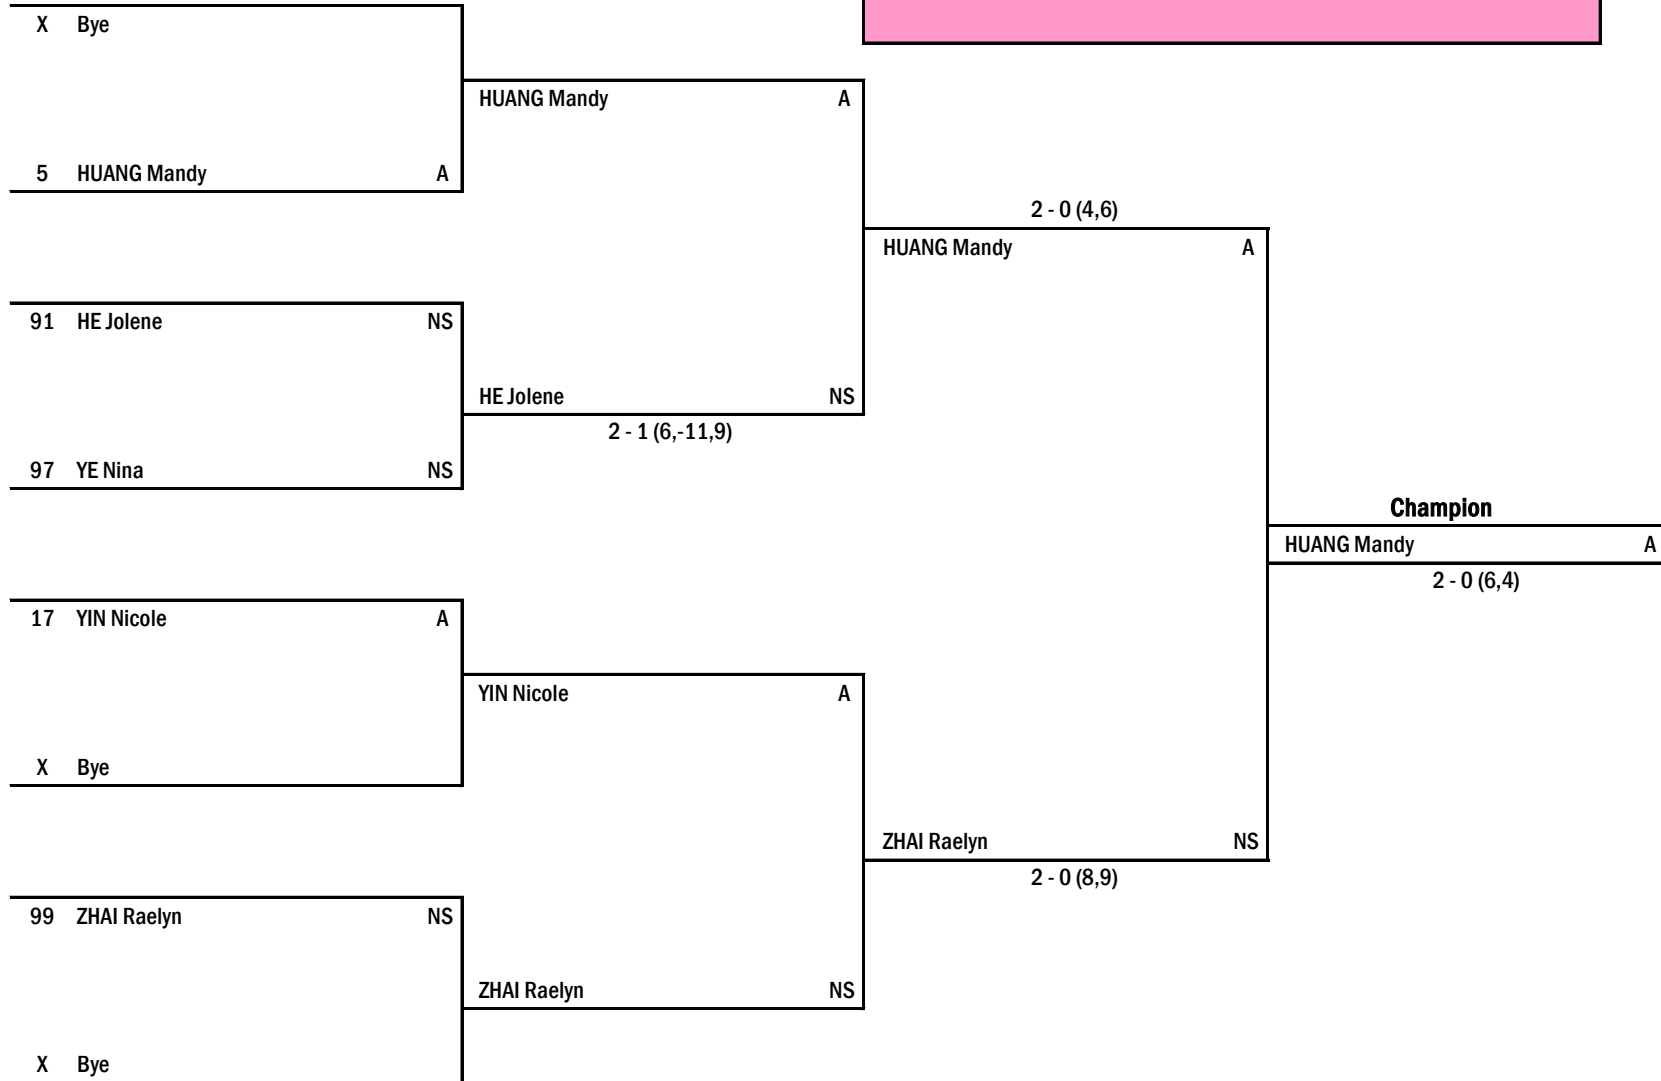 X Bye
HUANG Mandy A
5 HUANG Mandy A
2 - 0 (4,6)
HUANG Mandy A
91 HE Jolene NS
HE Jolene NS
2 - 1 (6,-11,9)
97 YE Nina NS
Champion
HUANG Mandy A
2 - 0 (6,4)
17 YIN Nicole A
YIN Nicole A
X Bye
ZHAI Raelyn NS
2 - 0 (8,9)
99 ZHAI Raelyn NS
ZHAI Raelyn NS
X Bye